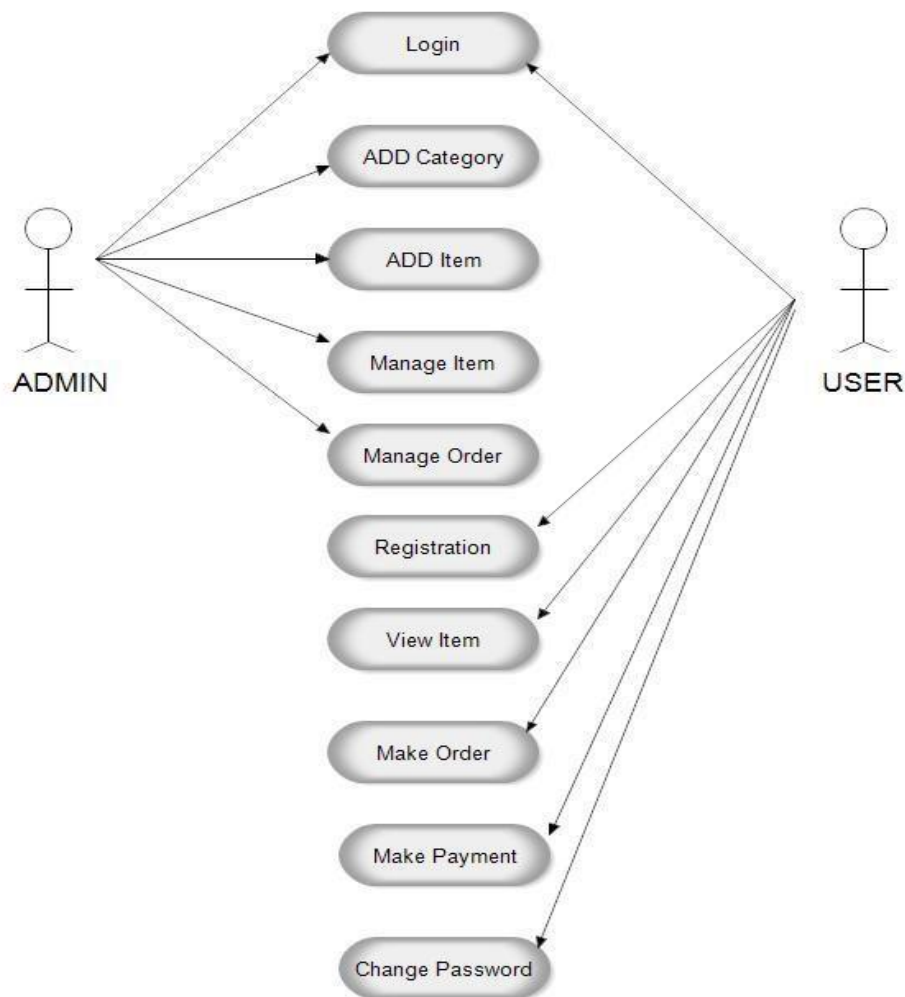 Login
ADD Category
ADD Item
Manage Item
ADMIN
USER
Manage Order
Registration
View Item
Make Order
Make Payment
Change Password